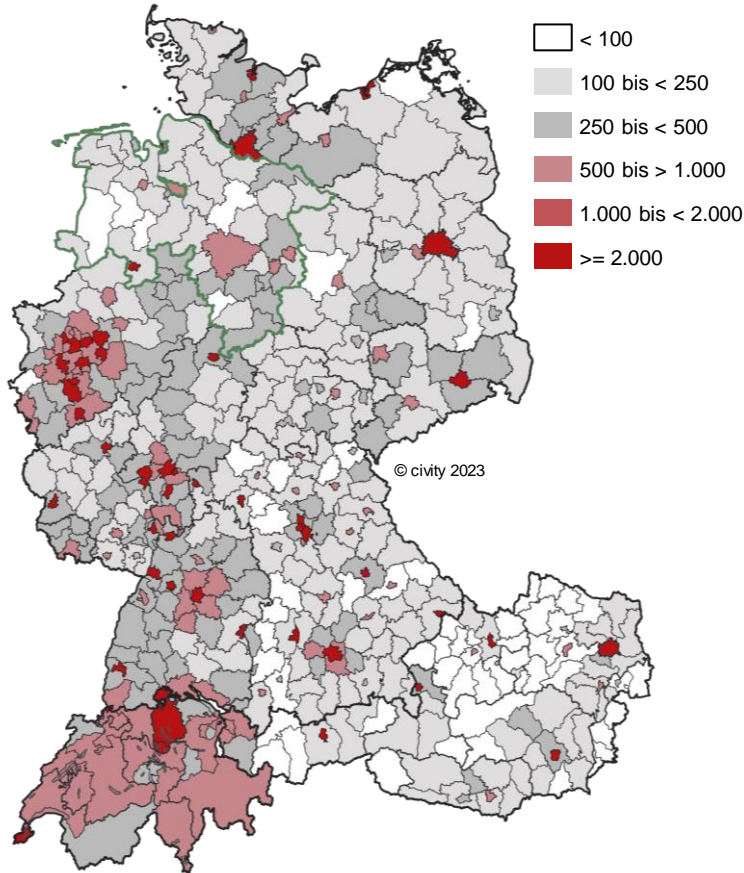 < 100
100 bis < 250
250 bis < 500
500 bis > 1.000
1.000 bis < 2.000
>= 2.000
© civity 2023